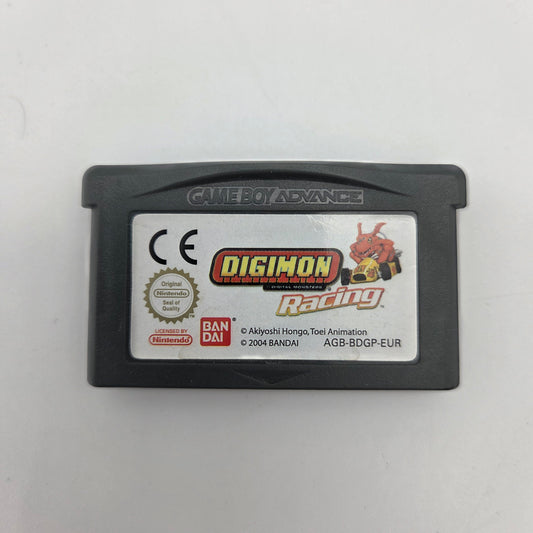 GAME BOY ADVANCE
CE
DIGIMON
DIGITAL MONSTERS
Racing
Original
Nintendo
Seal of
Quality
LICENSED BY
Nintendo
BAN
DAI
© Akiyoshi Hongo, Toei Animation
© 2004 BANDAI
AGB-BDGP-EUR